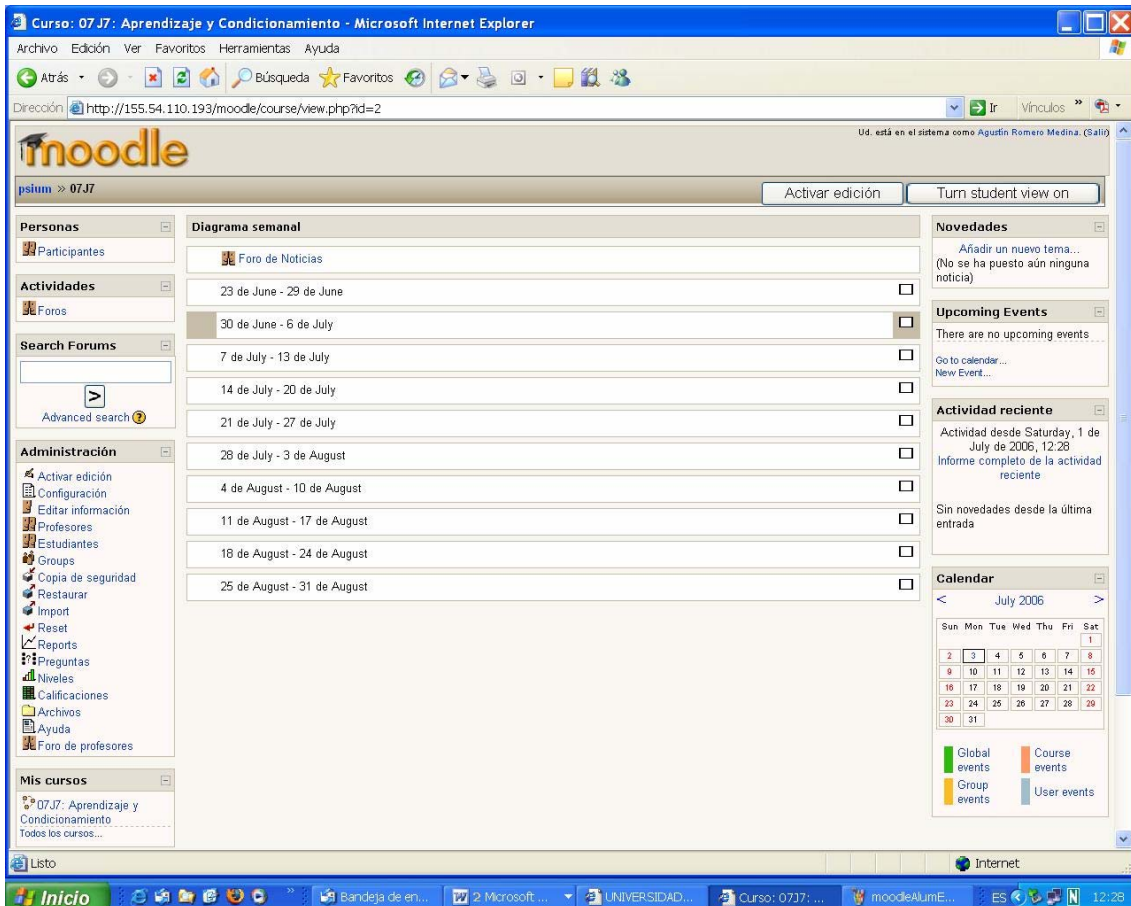 Curso: 07J7: Aprendizaje y Condicionamiento - Microsoft Internet Explorer
Archivo Edición Ver Favoritos Herramientas Ayuda
Atrás Búsqueda Favoritos
Dirección http://155.54.110.193/moodle/course/view.php?id=2 Ir Vínculos »
moodle
Ud. está en el sistema como Agustín Romero Medina. (Salir)
psium » 07J7
Activar edición
Turn student view on
Personas
Participantes
Actividades
Foros
Search Forums
>
Advanced search ?
Administración
Activar edición
Configuración
Editar información
Profesores
Estudiantes
Groups
Copia de seguridad
Restaurar
Import
Reset
Reports
Preguntas
Niveles
Calificaciones
Archivos
Ayuda
Foro de profesores
Mis cursos
07J7: Aprendizaje y
Condicionamiento
Todos los cursos...
Diagrama semanal
Foro de Noticias
23 de June - 29 de June
30 de June - 6 de July
7 de July - 13 de July
14 de July - 20 de July
21 de July - 27 de July
28 de July - 3 de August
4 de August - 10 de August
11 de August - 17 de August
18 de August - 24 de August
25 de August - 31 de August
Novedades
Añadir un nuevo tema...
(No se ha puesto aún ninguna
noticia)
Upcoming Events
There are no upcoming events
Go to calendar...
New Event...
Actividad reciente
Actividad desde Saturday, 1 de
July de 2006, 12:28
Informe completo de la actividad
reciente
Sin novedades desde la última
entrada
Calendar
< July 2006 >
Sun Mon Tue Wed Thu Fri Sat
1
2 3 4 5 6 7 8
9 10 11 12 13 14 15
16 17 18 19 20 21 22
23 24 25 26 27 28 29
30 31
Global
events
Course
events
Group
events
User events
Listo
Internet
Inicio » Bandeja de en... 2 Microsoft ... UNIVERSIDAD... Curso: 07J7: ... moodleAlumE... ES N 12:28